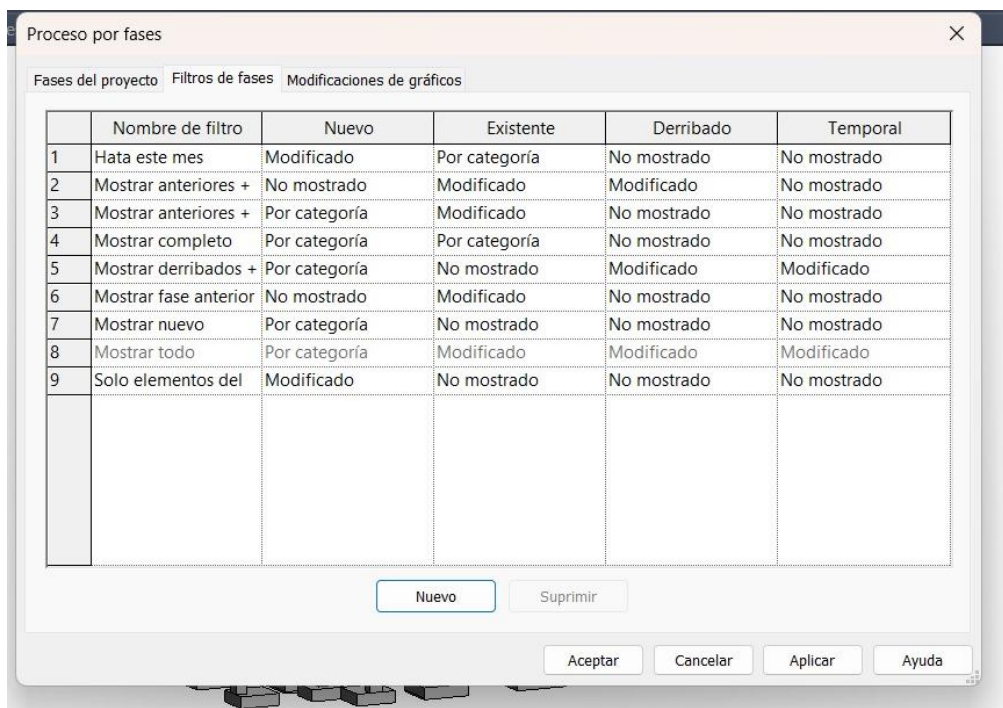 Proceso por fases
Fases del proyecto Filtros de fases Modificaciones de gráficos
Nombre de filtro Nuevo Existente Derribado Temporal
1 Hata este mes Modificado Por categoría No mostrado No mostrado
2 Mostrar anteriores + No mostrado Modificado Modificado No mostrado
3 Mostrar anteriores + Por categoría Modificado No mostrado No mostrado
4 Mostrar completo Por categoría Por categoría No mostrado No mostrado
5 Mostrar derribados + Por categoría No mostrado Modificado Modificado
6 Mostrar fase anterior No mostrado Modificado No mostrado No mostrado
7 Mostrar nuevo Por categoría No mostrado No mostrado No mostrado
8 Mostrar todo Por categoría Modificado Modificado Modificado
9 Solo elementos del Modificado No mostrado No mostrado No mostrado
Nuevo Suprimir
Aceptar Cancelar Aplicar Ayuda